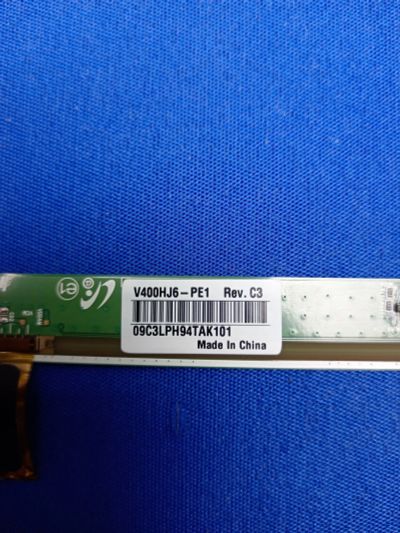 V400HJ6-PE1 Rev. C3
09C3LPH94TAK101
Made In China